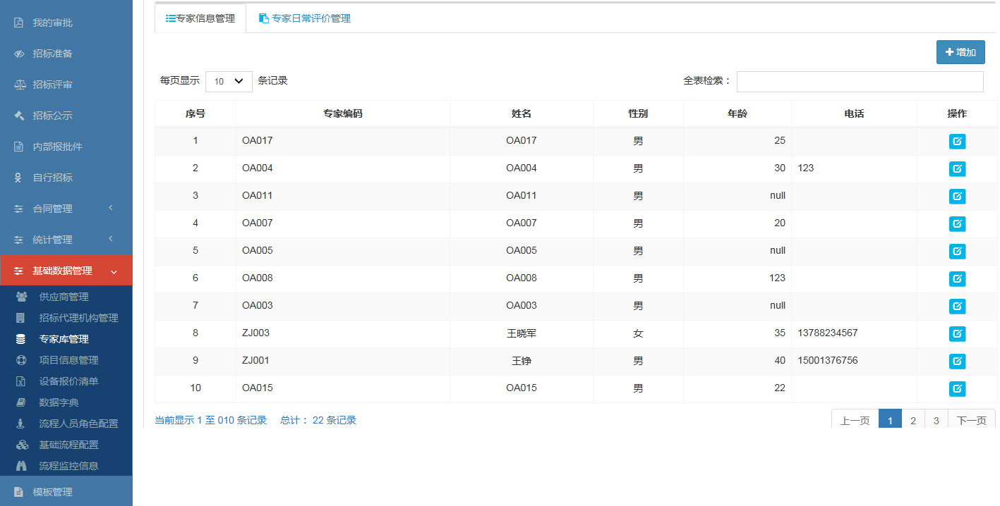 我的审批
招标准备
招标评审
招标公示
内部报批件
自行招标
合同管理
统计管理
基础数据管理
供应商管理
招标代理机构管理
专家库管理
项目信息管理
设备报价清单
数据字典
流程人员角色配置
基础流程配置
流程监控信息
模板管理
专家信息管理 专家日常评价管理
增加
每页显示 10 条记录 全表检索：
序号 专家编码 姓名 性别 年龄 电话 操作
1 OA017 OA017 男 25
2 OA004 OA004 男 30 123
3 OA011 OA011 男 null
4 OA007 OA007 男 20
5 OA005 OA005 男 null
6 OA008 OA008 男 123
7 OA003 OA003 男 null
8 ZJ003 王晓军 女 35 13788234567
9 ZJ001 王铮 男 40 15001376756
10 OA015 OA015 男 22
当前显示 1 至 010 条记录 总计： 22 条记录 上一页 1 2 3 下一页